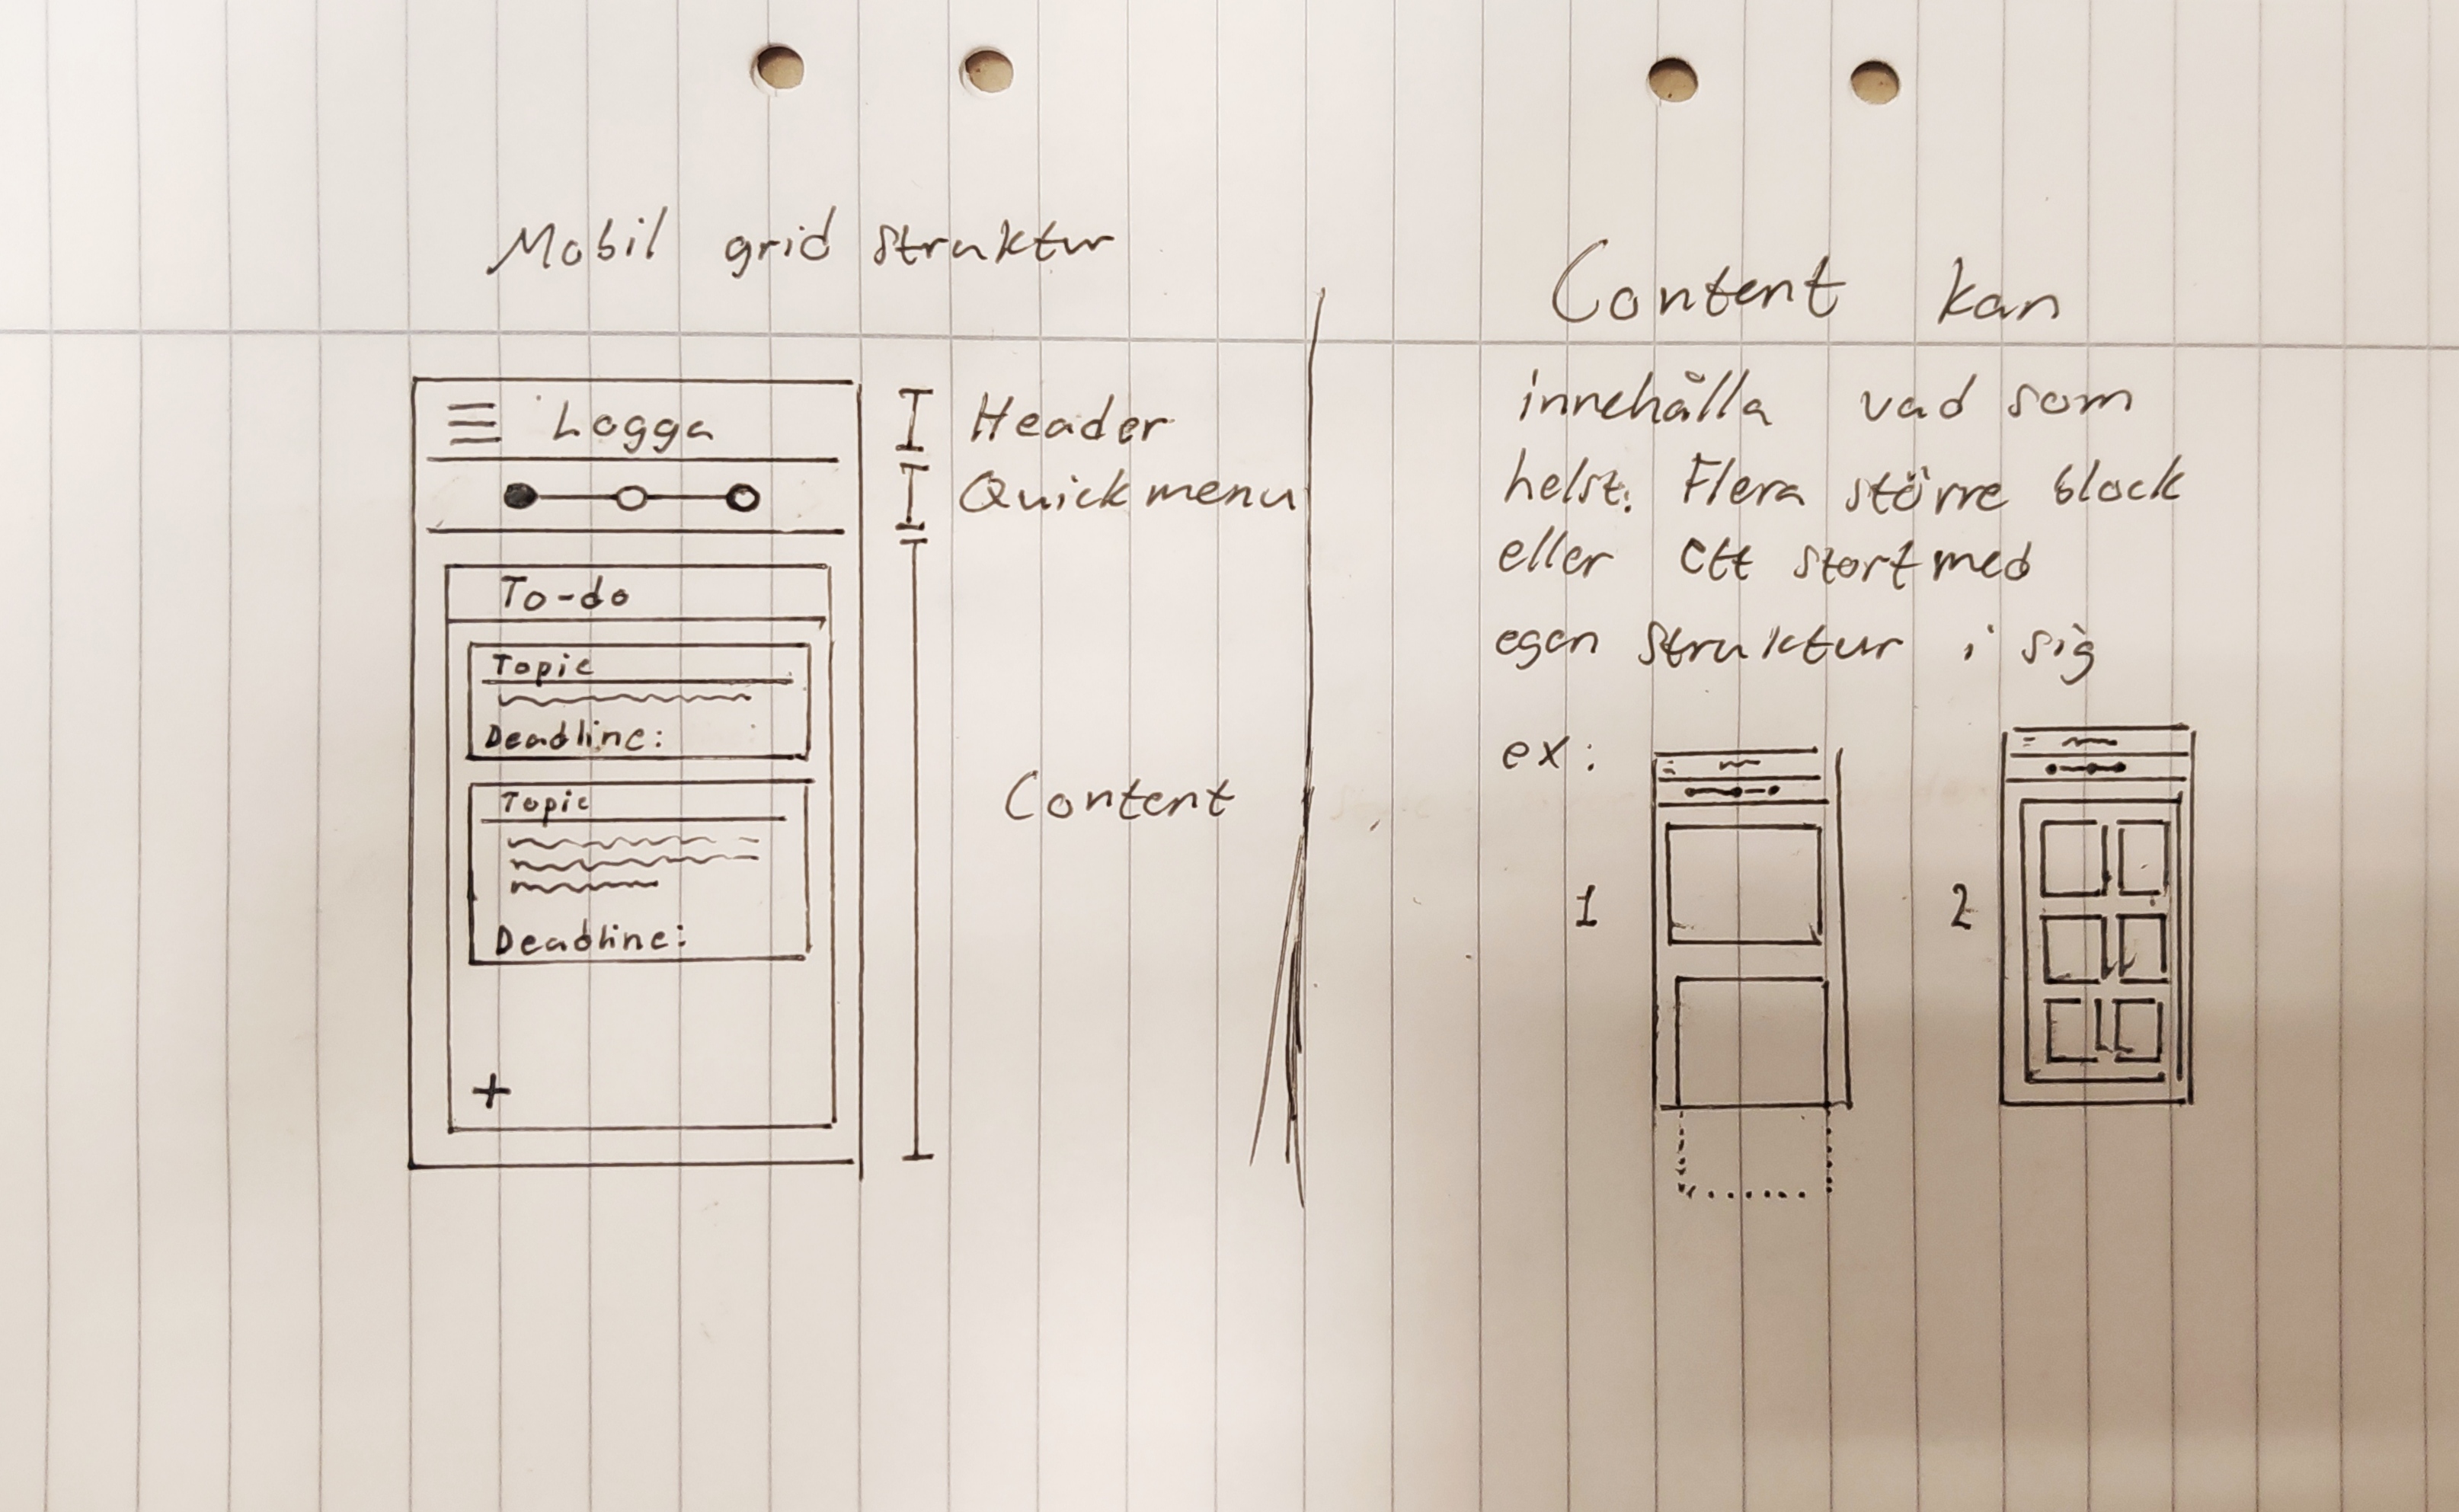 Mobil grid struktur
Logga
Header
Quickmenu
To-do
Topic
Deadline:
Topic
Deadline:
+
Content
Content kan
innehålla vad som
helst. Flera större block
eller ett stort med
egen struktur i sig
ex:
1
2